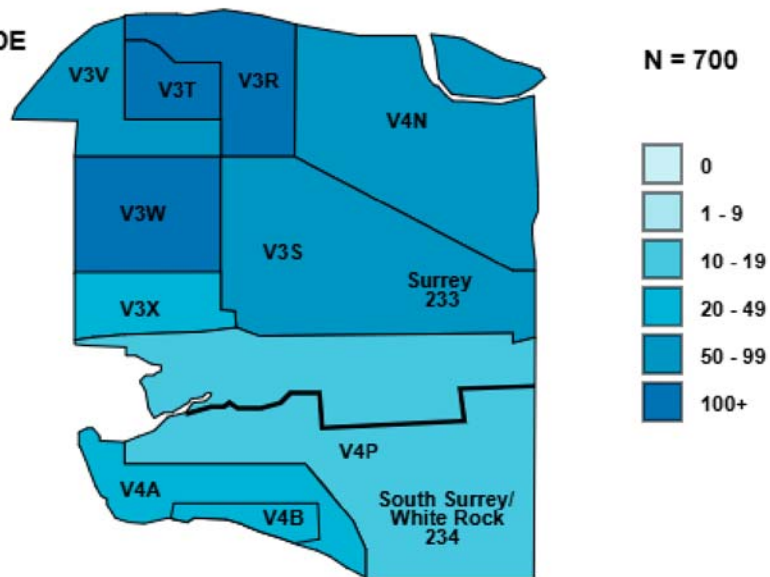 DE
N = 700
V3V
V3T
V3R
V4N
V3W
V3S
Surrey
233
V3X
V4P
V4A
V4B
South Surrey/
White Rock
234
0
1 - 9
10 - 19
20 - 49
50 - 99
100+